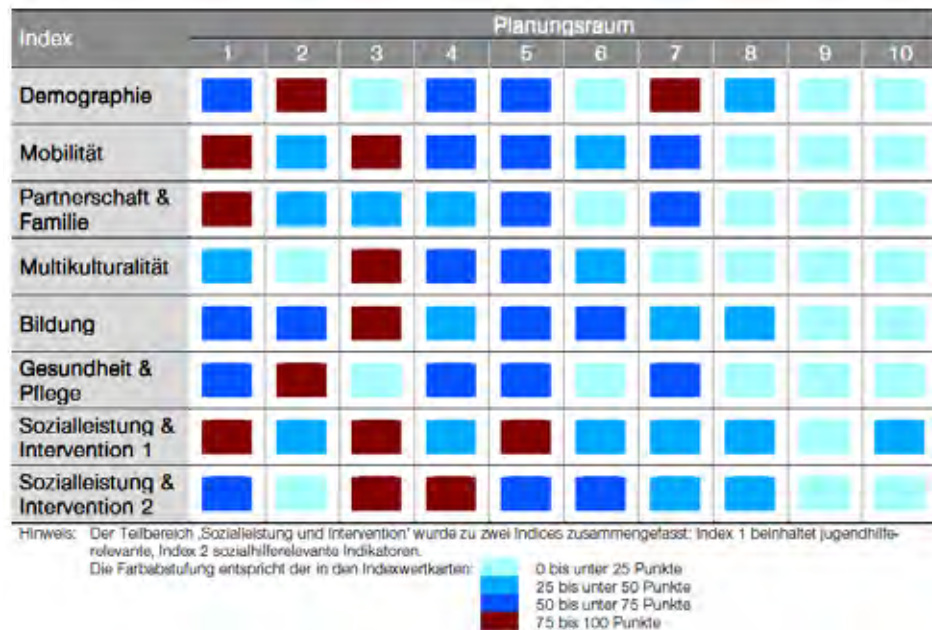 Index
Planungsraum
1 2 3 4 5 6 7 8 9 10
Demographie
Mobilität
Partnerschaft &
Familie
Multikulturalität
Bildung
Gesundheit &
Pflege
Sozialleistung &
Intervention 1
Sozialleistung &
Intervention 2
Hinweis: Der Teilbereich ‚Sozialleistung und Intervention' wurde zu zwei Indices zusammengefasst: Index 1 beinhaltet jugendhilfe-
relevante, Index 2 sozialhilferelevante Indikatoren.
Die Farbabstufung entspricht der in den Indexwertkarten:
0 bis unter 25 Punkte
25 bis unter 50 Punkte
50 bis unter 75 Punkte
75 bis 100 Punkte